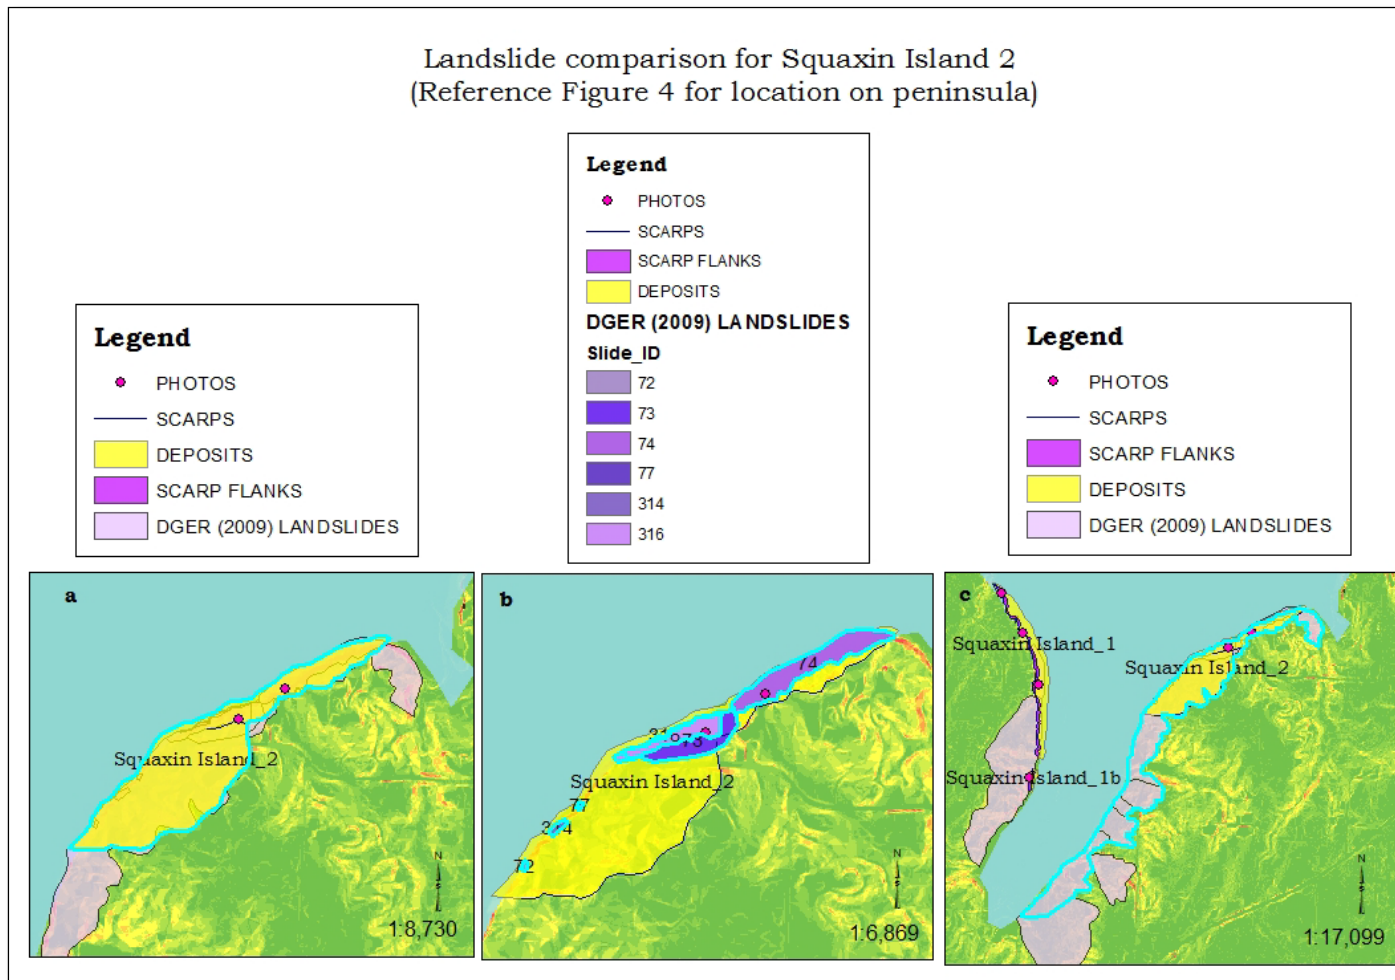 Landslide comparison for Squaxin Island 2
(Reference Figure 4 for location on peninsula)
Legend
PHOTOS
SCARPS
DEPOSITS
SCARP FLANKS
DGER (2009) LANDSLIDES
Legend
PHOTOS
SCARPS
SCARP FLANKS
DEPOSITS
DGER (2009) LANDSLIDES
Slide_ID
72
73
74
77
314
316
Legend
PHOTOS
SCARPS
SCARP FLANKS
DEPOSITS
DGER (2009) LANDSLIDES
a
Squaxin Island_2
N
1:8,730
b
74
73
Squaxin Island_2
77
314
72
N
1:6,869
c
Squaxin Island_1
Squaxin Island_2
Squaxin Island_1b
N
1:17,099